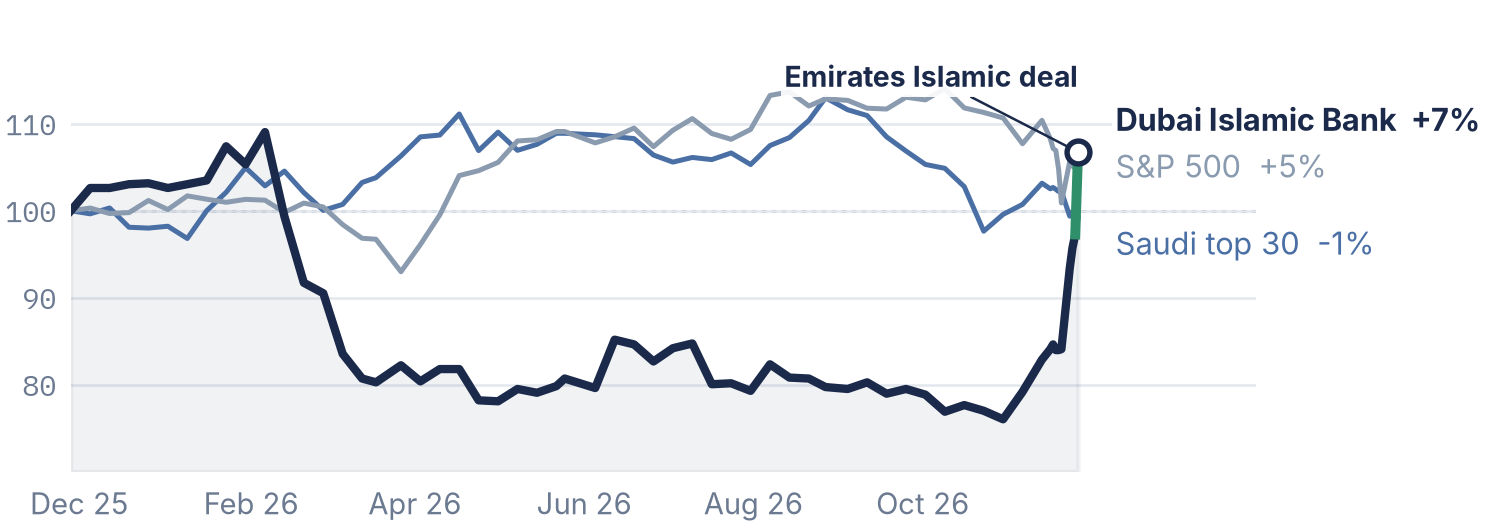 Emirates Islamic deal
110
Dubai Islamic Bank +7%
S&P 500 +5%
100
Saudi top 30 -1%
90
80
Dec 25 Feb 26 Apr 26 Jun 26 Aug 26 Oct 26